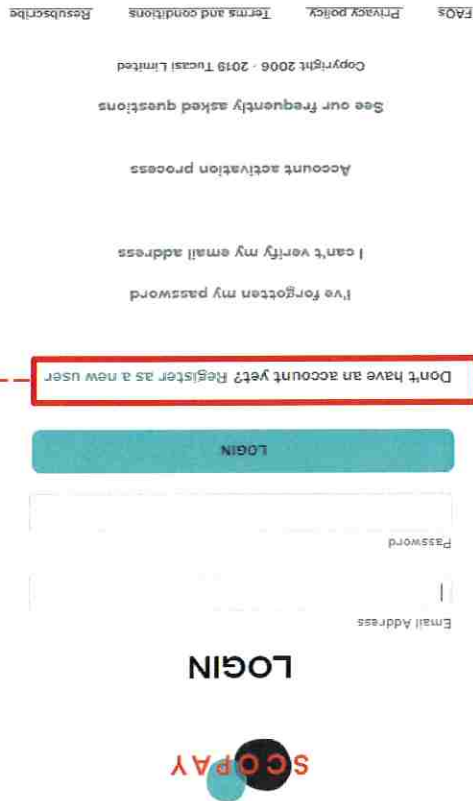 SCOPAY
LOGIN
Email Address
Password
LOGIN
Don't have an account yet? Register as a new user
I've forgotten my password
I can't verify my email address
Account activation process
See our frequently asked questions
Copyright 2006 - 2019 Tucasi Limited
FAQs Privacy policy Terms and conditions Resubscribe